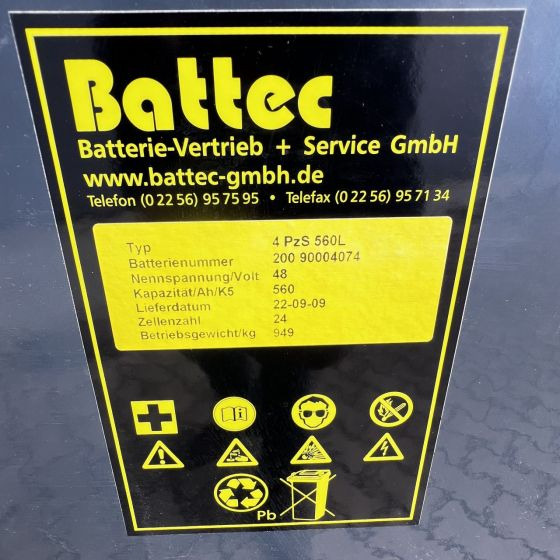 Battec
Batterie-Vertrieb + Service GmbH
www.battec-gmbh.de
Telefon (0 22 56) 95 75 95 • Telefax (0 22 56) 95 71 34
Typ 4 PzS 560L
Batterienummer 200 90004074
Nennspannung/Volt 48
Kapazität/Ah/K5 560
Lieferdatum 22-09-09
Zellenzahl 24
Betriebsgewicht/kg 949
Pb